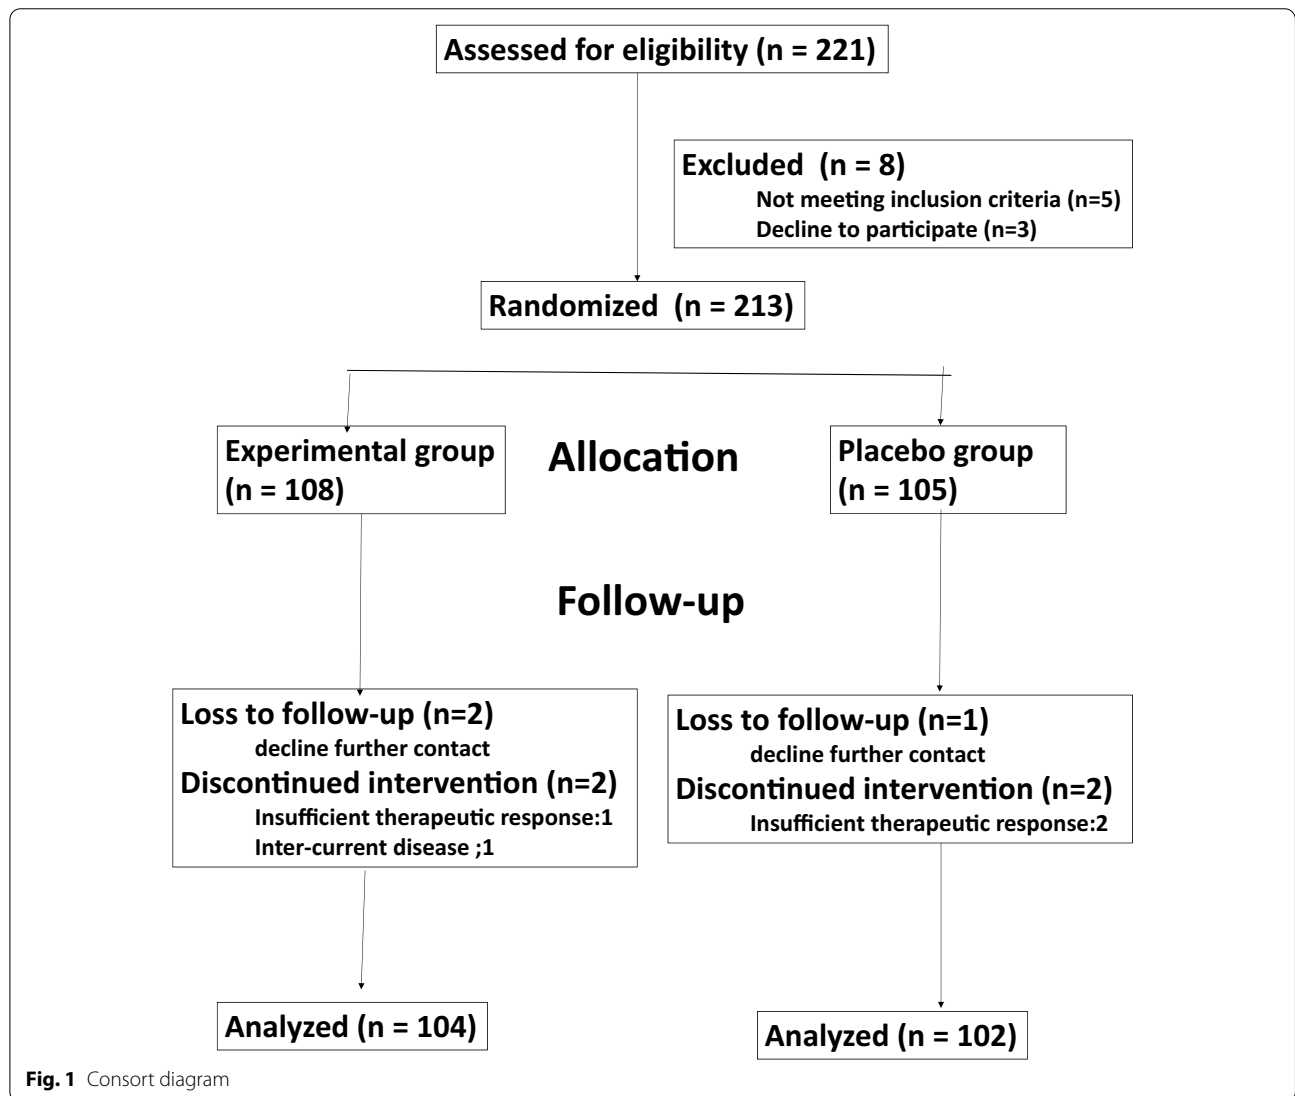 Assessed for eligibility (n = 221)
Excluded  (n = 8)
Not meeting inclusion criteria (n=5)
Decline to participate (n=3)
Randomized  (n = 213)
Allocation
Experimental group
(n = 108)
Placebo group
(n = 105)
Follow-up
Loss to follow-up (n=2)
decline further contact
Discontinued intervention (n=2)
Insufficient therapeutic response:1
Inter-current disease ;1
Loss to follow-up (n=1)
decline further contact
Discontinued intervention (n=2)
Insufficient therapeutic response:2
Analyzed (n = 104)
Analyzed (n = 102)
Fig. 1  Consort diagram